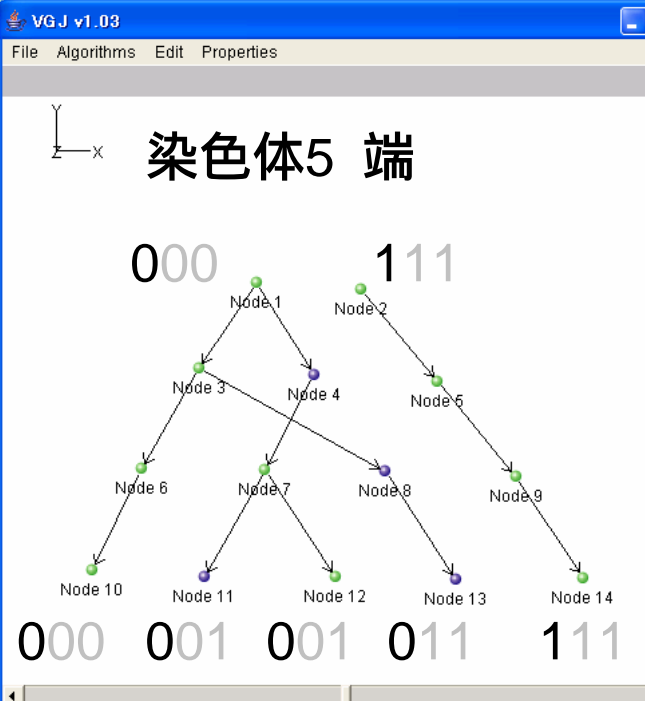 VGJ v1.03
File Algorithms Edit Properties
Y
Z X
染色体5 端
000 111
Node 1
Node 2
Node 3
Node 4
Node 5
Node 6
Node 7
Node 8
Node 9
Node 10
Node 11
Node 12
Node 13
Node 14
000 001 001 011 111